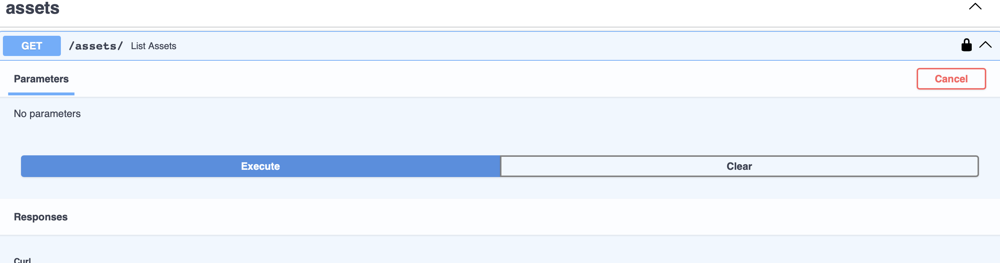 assets
GET /assets/ List Assets
Parameters
Cancel
No parameters
Execute
Clear
Responses
Curl